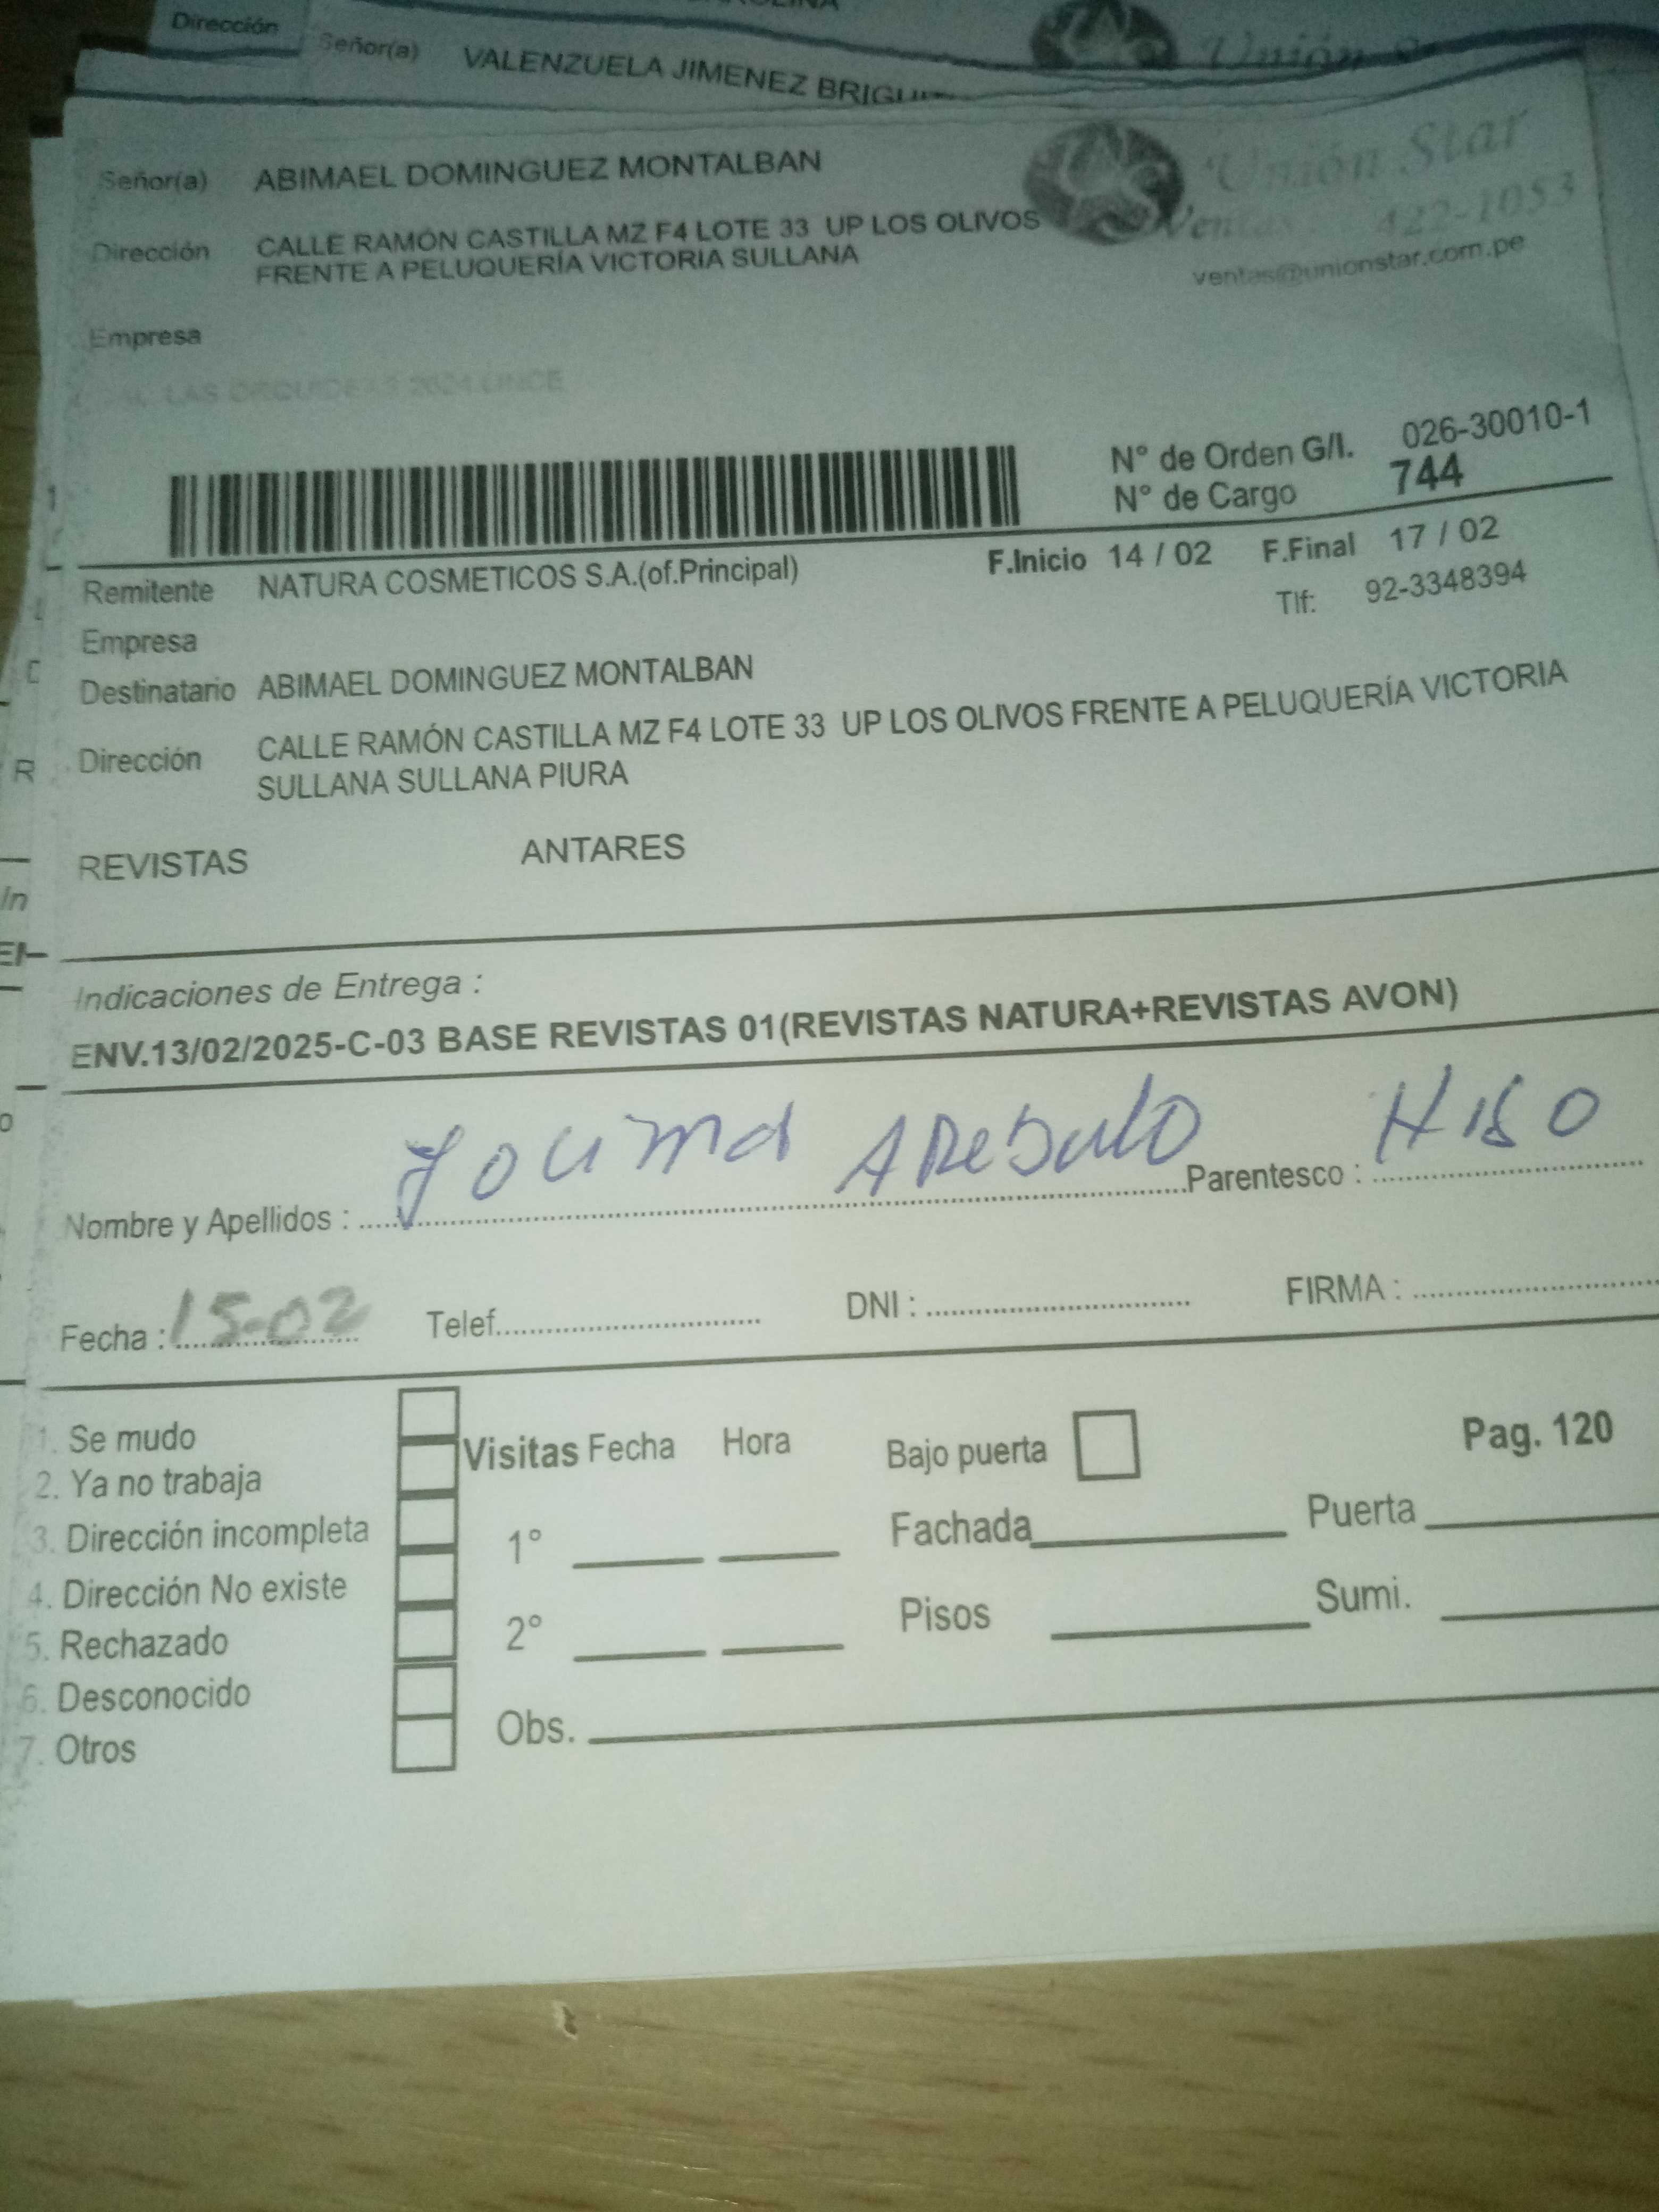 Dirección
Señor(a) VALENZUELA JIMENEZ
Unión
Señor(a) ABIMAEL DOMINGUEZ MONTALBAN
Unión Star
Ventas 422-1053
Dirección CALLE RAMÓN CASTILLA MZ F4 LOTE 33 UP LOS OLIVOS
FRENTE A PELUQUERÍA VICTORIA SULLANA
ventas@unionstar.com.pe
Empresa
N° de Orden G/I. 026-30010-1
N° de Cargo 744
Remitente NATURA COSMETICOS S.A.(of.Principal) F.Inicio 14 / 02 F.Final 17 / 02
Tlf: 92-3348394
Empresa
Destinatario ABIMAEL DOMINGUEZ MONTALBAN
Dirección CALLE RAMÓN CASTILLA MZ F4 LOTE 33 UP LOS OLIVOS FRENTE A PELUQUERÍA VICTORIA
SULLANA SULLANA PIURA
REVISTAS ANTARES
Indicaciones de Entrega :
ENV.13/02/2025-C-03 BASE REVISTAS 01(REVISTAS NATURA+REVISTAS AVON)
Nombre y Apellidos : Parentesco :
Fecha : 15-02 Telef. DNI : FIRMA :
1. Se mudo
2. Ya no trabaja
3. Dirección incompleta
4. Dirección No existe
5. Rechazado
6. Desconocido
7. Otros
Visitas Fecha Hora
1°
2°
Obs.
Bajo puerta
Pag. 120
Fachada Puerta
Pisos Sumi.